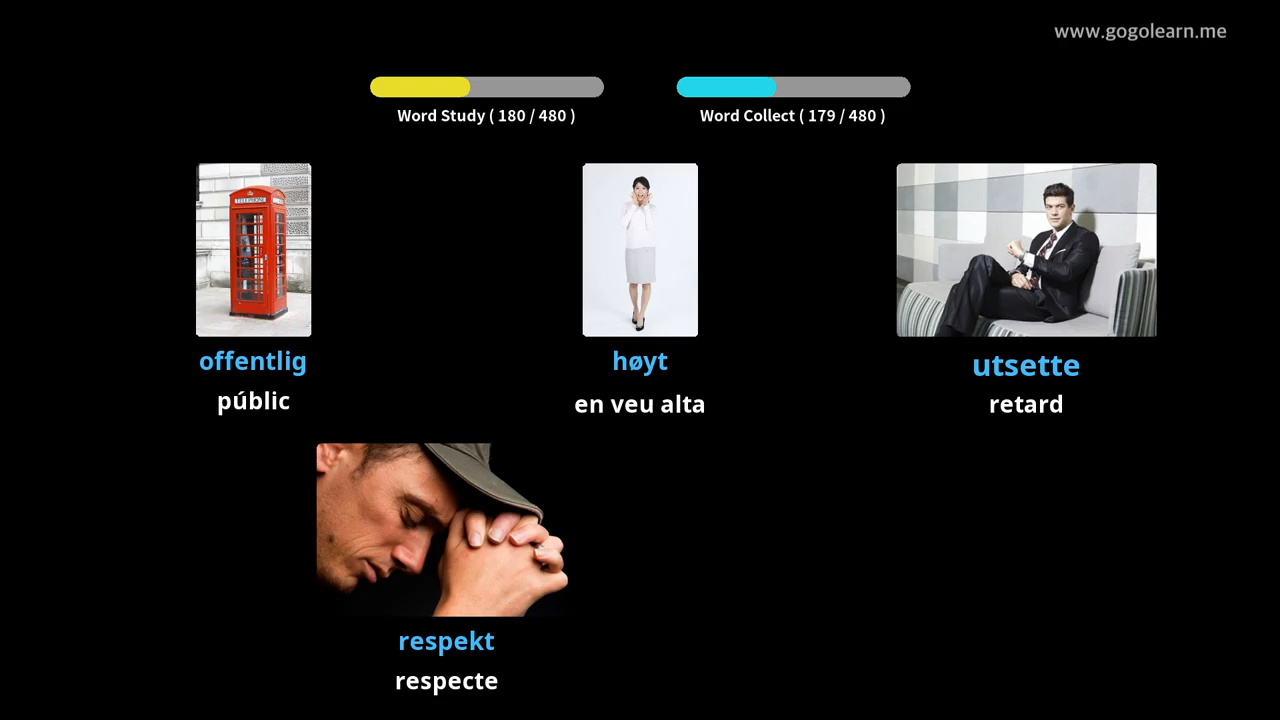 www.gogolearn.me
Word Study ( 180 / 480 )
Word Collect ( 179 / 480 )
TELEPHONE
offentlig
públic
høyt
en veu alta
utsette
retard
respekt
respecte